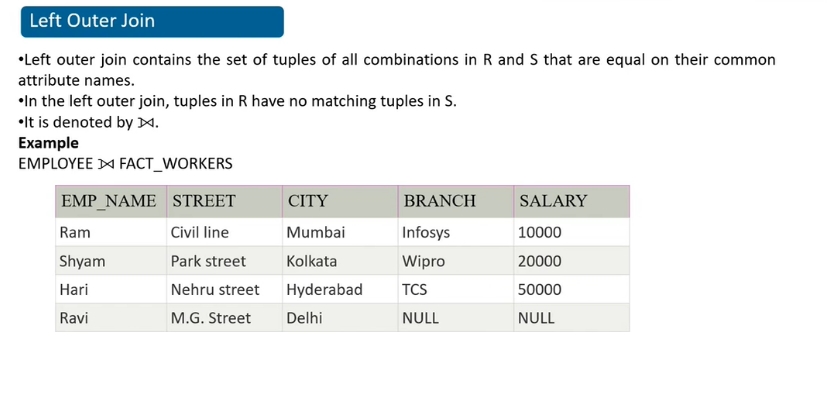 Left Outer Join
•Left outer join contains the set of tuples of all combinations in R and S that are equal on their common
attribute names.
•In the left outer join, tuples in R have no matching tuples in S.
•It is denoted by ⟕.
Example
EMPLOYEE ⟕ FACT_WORKERS
EMP_NAME STREET CITY BRANCH SALARY
Ram Civil line Mumbai Infosys 10000
Shyam Park street Kolkata Wipro 20000
Hari Nehru street Hyderabad TCS 50000
Ravi M.G. Street Delhi NULL NULL